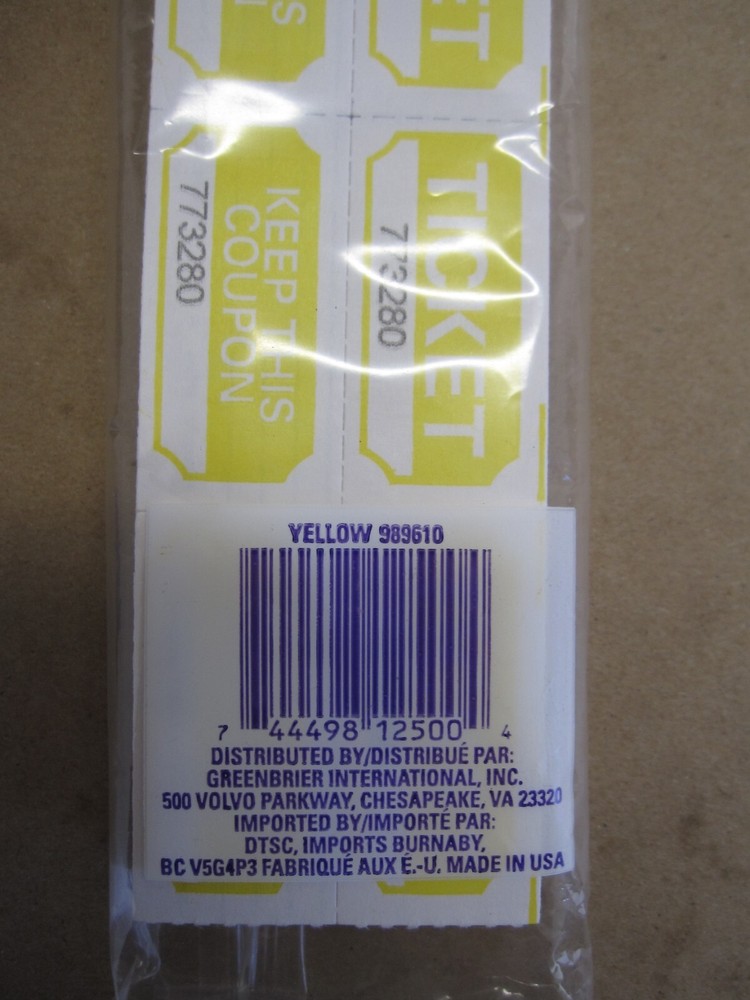 S
ET
KEEP THIS
COUPON
773280
TICKET
773280
YELLOW 989610
7 44498 12500 4
DISTRIBUTED BY/DISTRIBUÉ PAR:
GREENBRIER INTERNATIONAL, INC.
500 VOLVO PARKWAY, CHESAPEAKE, VA 23320
IMPORTED BY/IMPORTÉ PAR:
DTSC, IMPORTS BURNABY,
BC V5G4P3 FABRIQUÉ AUX É.-U. MADE IN USA